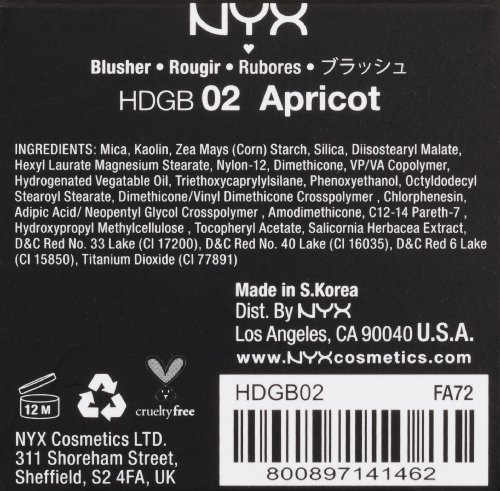 NYX
Blusher • Rougir • Rubores • ブラッシュ
HDGB 02 Apricot
INGREDIENTS: Mica, Kaolin, Zea Mays (Corn) Starch, Silica, Diisostearyl Malate,
Hexyl Laurate Magnesium Stearate, Nylon-12, Dimethicone, VP/VA Copolymer,
Hydrogenated Vegatable Oil, Triethoxycaprylylsilane, Phenoxyethanol, Octyldodecyl
Stearoyl Stearate, Dimethicone/Vinyl Dimethicone Crosspolymer , Chlorphenesin,
Adipic Acid/ Neopentyl Glycol Crosspolymer , Amodimethicone, C12-14 Pareth-7 ,
Hydroxypropyl Methylcellulose , Tocopheryl Acetate, Salicornia Herbacea Extract,
D&C Red No. 33 Lake (CI 17200), D&C Red No. 40 Lake (CI 16035), D&C Red 6 Lake
(CI 15850), Titanium Dioxide (CI 77891)
Made in S.Korea
Dist. By NYX
Los Angeles, CA 90040 U.S.A.
www.NYXcosmetics.com
12 M
crueltyfree
HDGB02 FA72
800897141462
NYX Cosmetics LTD.
311 Shoreham Street,
Sheffield, S2 4FA, UK